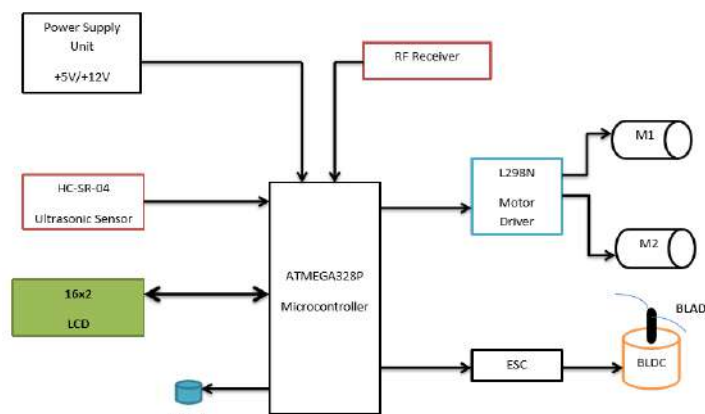 Power Supply
Unit
+5V/+12V
RF Receiver
M1
HC-SR-04
Ultrasonic Sensor
L298N
Motor
Driver
M2
ATMEGA328P
Microcontroller
16x2
LCD
BLAD
ESC
BLDC